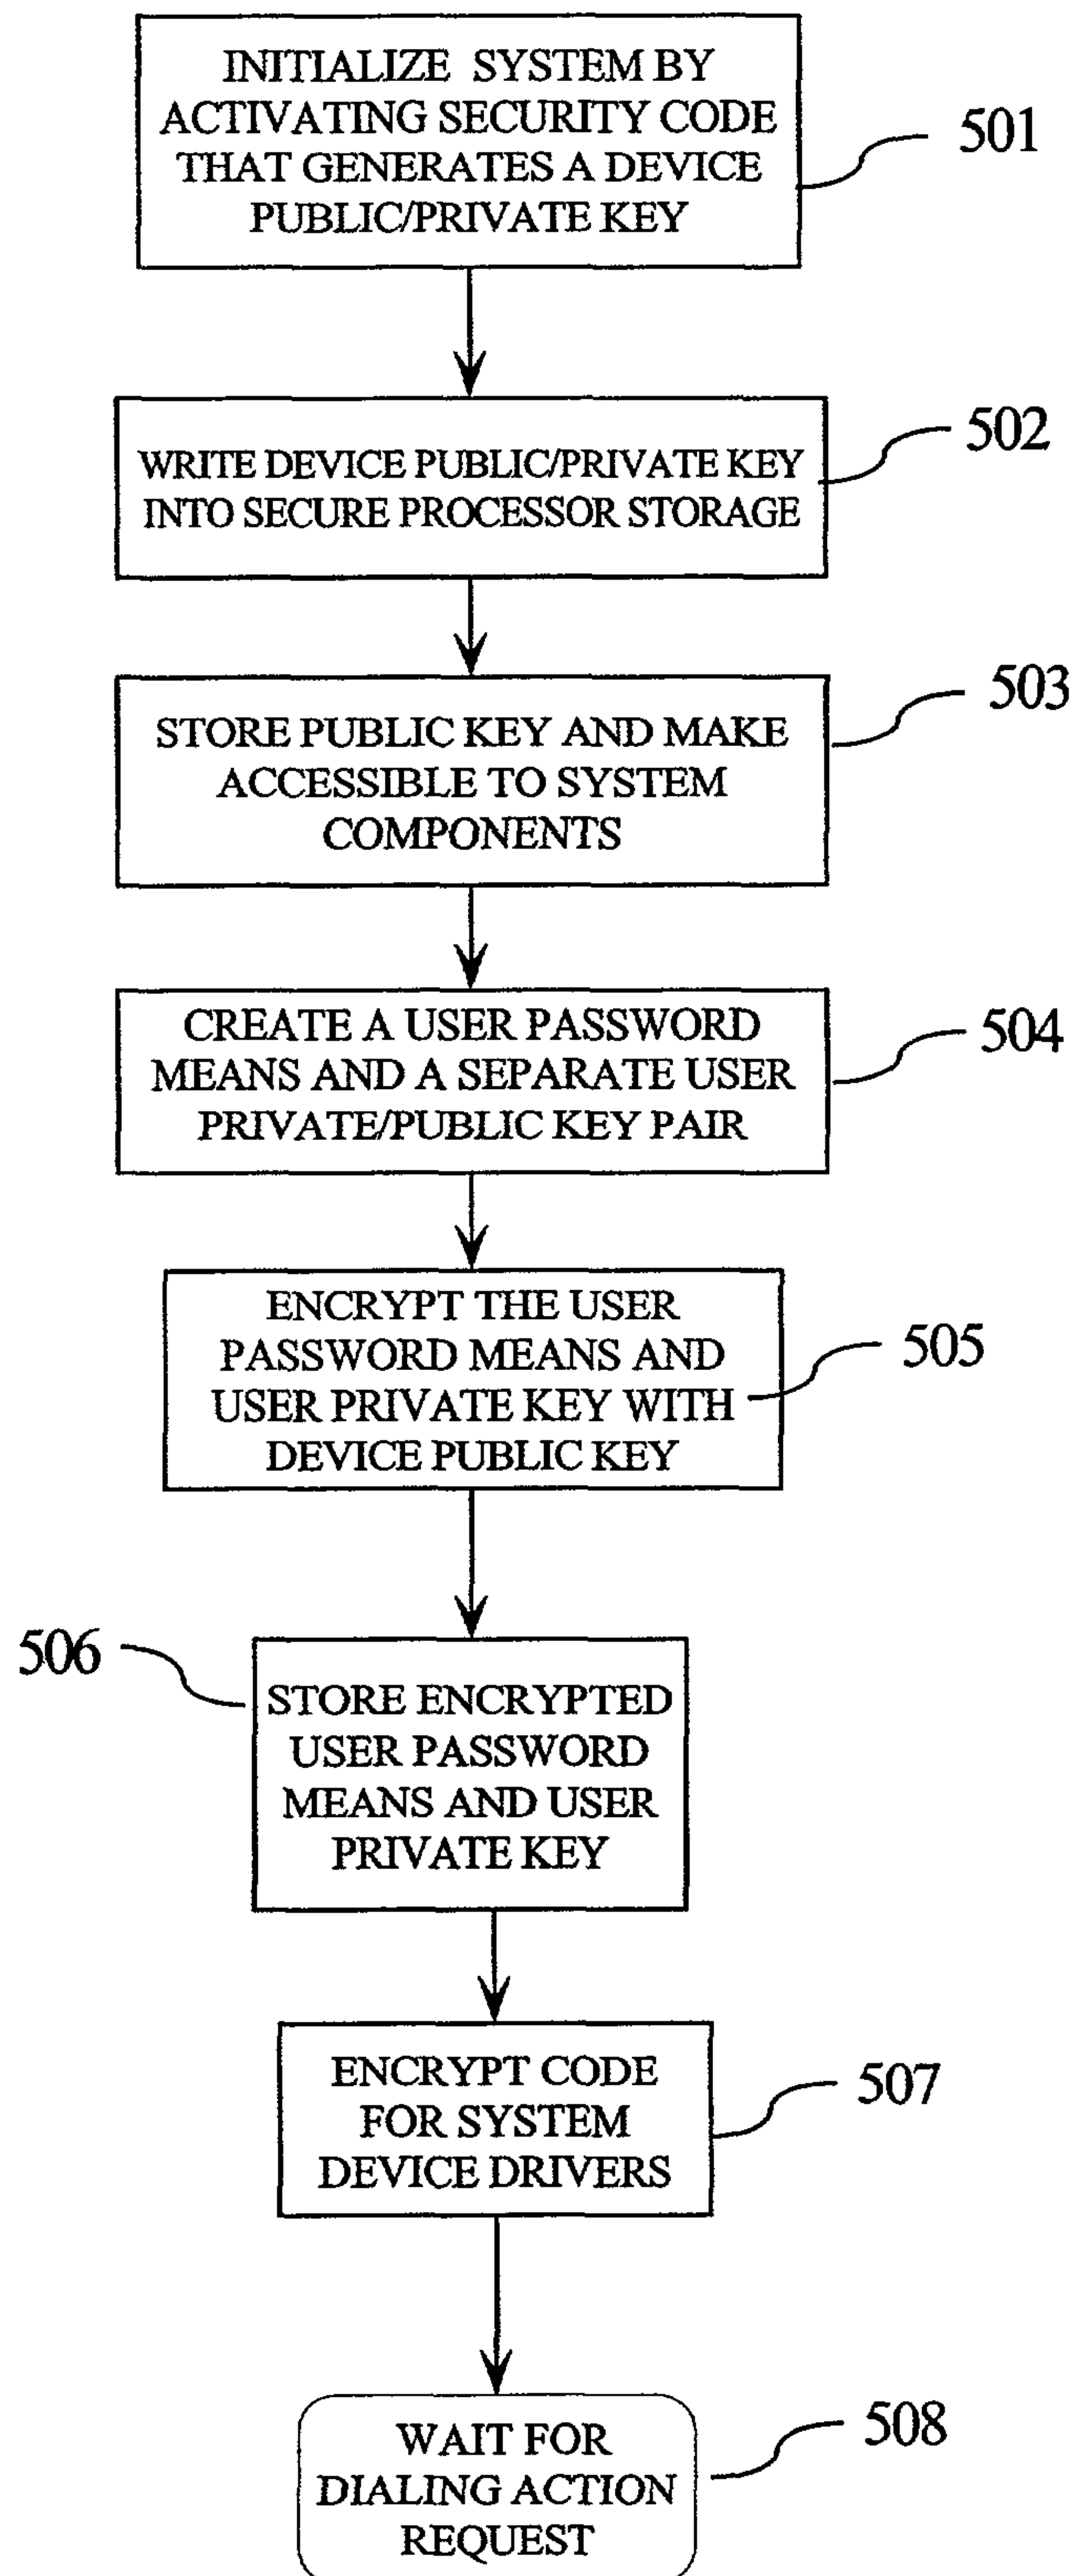 INITIALIZE SYSTEM BY
ACTIVATING SECURITY CODE
THAT GENERATES A DEVICE
PUBLIC/PRIVATE KEY
501
WRITE DEVICE PUBLIC/PRIVATE KEY
INTO SECURE PROCESSOR STORAGE
502
STORE PUBLIC KEY AND MAKE
ACCESSIBLE TO SYSTEM
COMPONENTS
503
CREATE A USER PASSWORD
MEANS AND A SEPARATE USER
PRIVATE/PUBLIC KEY PAIR
504
ENCRYPT THE USER
PASSWORD MEANS AND
USER PRIVATE KEY WITH
DEVICE PUBLIC KEY
505
506
STORE ENCRYPTED
USER PASSWORD
MEANS AND USER
PRIVATE KEY
ENCRYPT CODE
FOR SYSTEM
DEVICE DRIVERS
507
WAIT FOR
DIALING ACTION
REQUEST
508